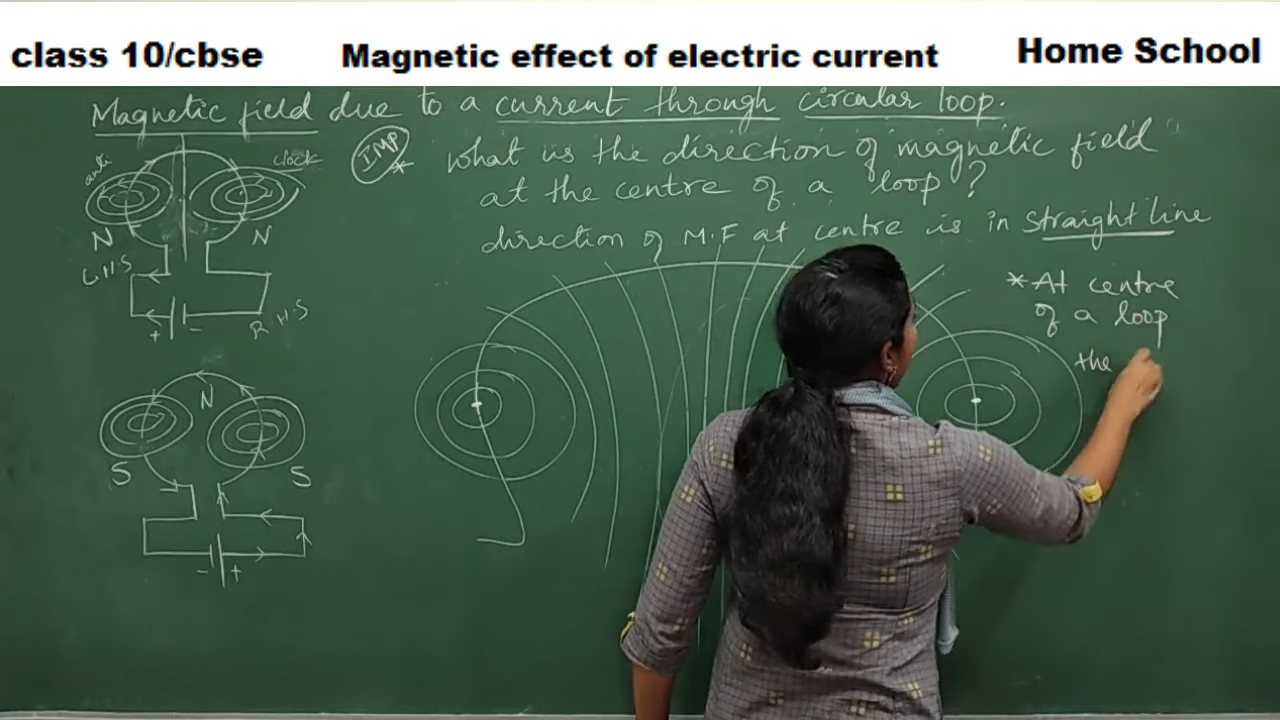 class 10/cbse
Magnetic effect of electric current
Home School
Magnetic field due to a current through circular loop.
IMP
* What is the direction of magnetic field
at the centre of a loop?
direction of M.F at centre is in straight line
* At centre
of a loop
the
anti
clock
N
N
L.H.S
R.H.S
+ -
N
S
S
- +